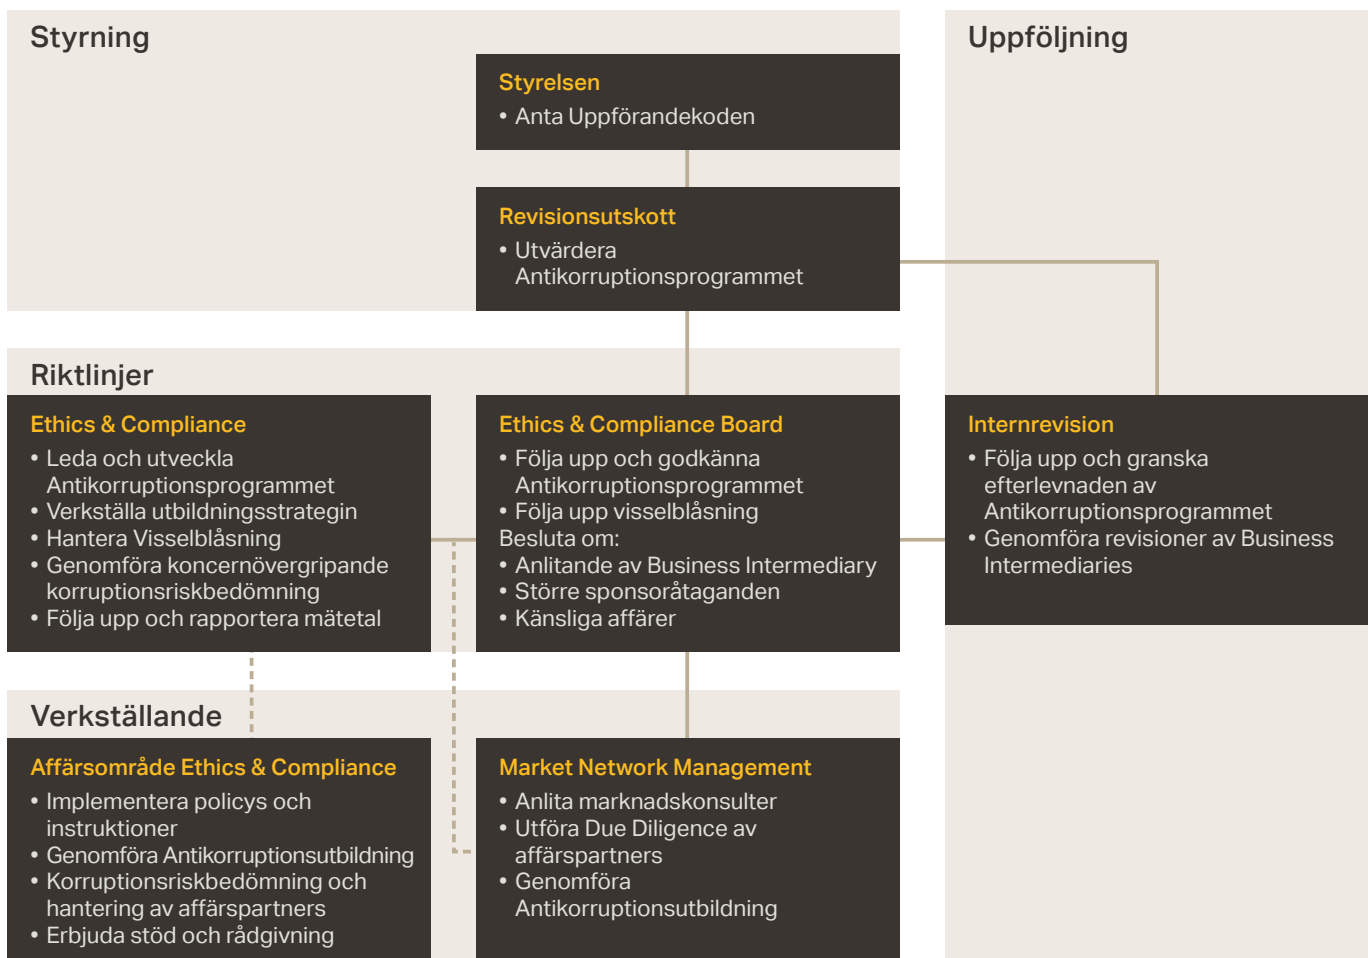 Styrning
Styrelsen
• Anta Uppförandekoden
Revisionsutskott
• Utvärdera
Antikorruptionsprogrammet
Uppföljning
Riktlinjer
Ethics & Compliance
• Leda och utveckla
Antikorruptionsprogrammet
• Verkställa utbildningsstrategin
• Hantera Visselblåsning
• Genomföra koncernövergripande
korruptionsriskbedömning
• Följa upp och rapportera mätetal
Ethics & Compliance Board
• Följa upp och godkänna
Antikorruptionsprogrammet
• Följa upp visselblåsning
Besluta om:
• Anlitande av Business Intermediary
• Större sponsoråtaganden
• Känsliga affärer
Internrevision
• Följa upp och granska
efterlevnaden av
Antikorruptionsprogrammet
• Genomföra revisioner av Business
Intermediaries
Verkställande
Affärsområde Ethics & Compliance
• Implementera policys och
instruktioner
• Genomföra Antikorruptionsutbildning
• Korruptionsriskbedömning och
hantering av affärspartners
• Erbjuda stöd och rådgivning
Market Network Management
• Anlita marknadskonsulter
• Utföra Due Diligence av
affärspartners
• Genomföra
Antikorruptionsutbildning